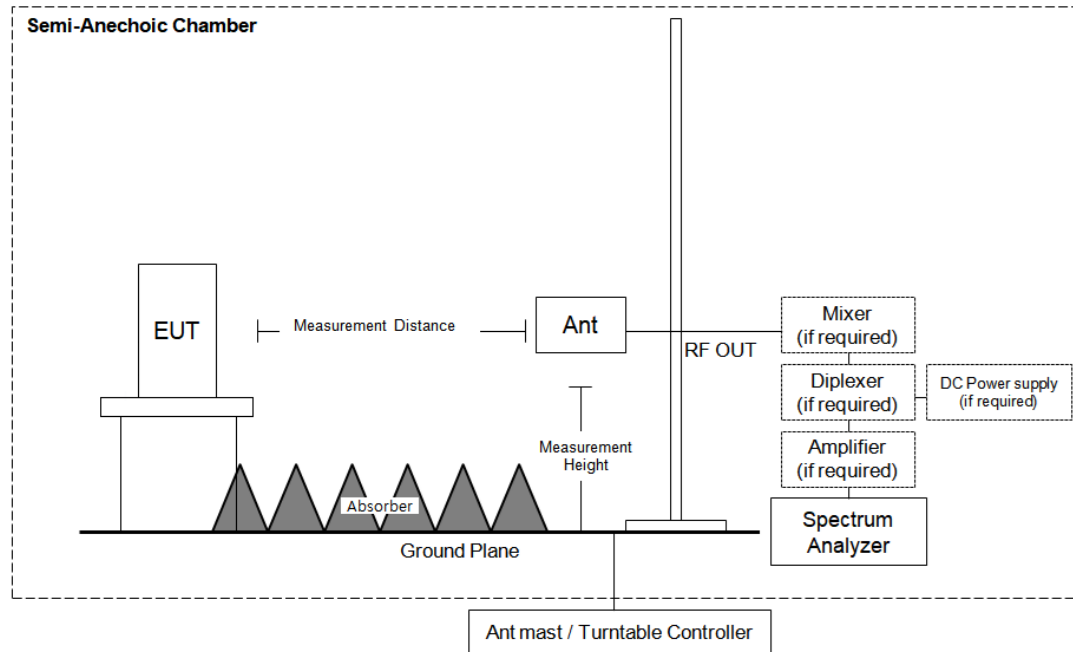 Semi-Anechoic Chamber
EUT
Measurement Distance
Ant
RF OUT
Mixer
(if required)
Diplexer
(if required)
DC Power supply
(if required)
Amplifier
(if required)
Measurement
Height
Absorber
Spectrum
Analyzer
Ground Plane
Ant mast / Turntable Controller